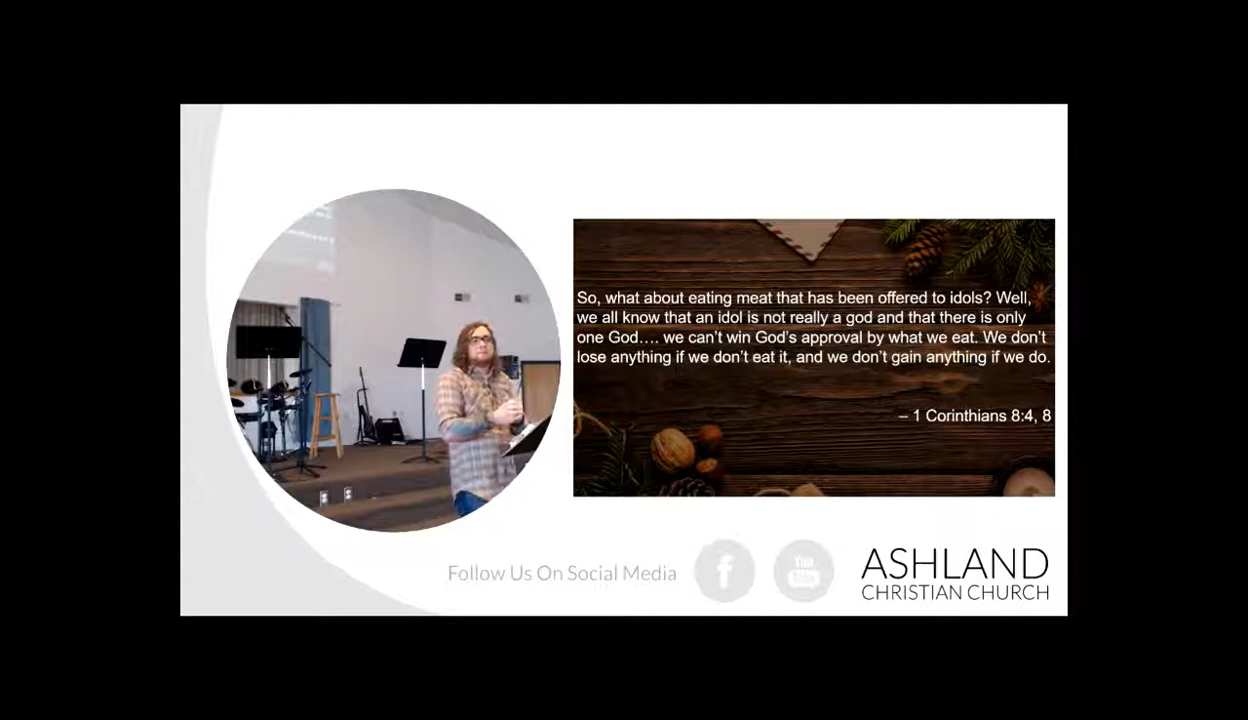 So, what about eating meat that has been offered to idols? Well,
we all know that an idol is not really a god and that there is only
one God…. we can’t win God’s approval by what we eat. We don’t
lose anything if we don’t eat it, and we don’t gain anything if we do.
– 1 Corinthians 8:4, 8
Follow Us On Social Media
f
You
Tube
ASHLAND
CHRISTIAN CHURCH